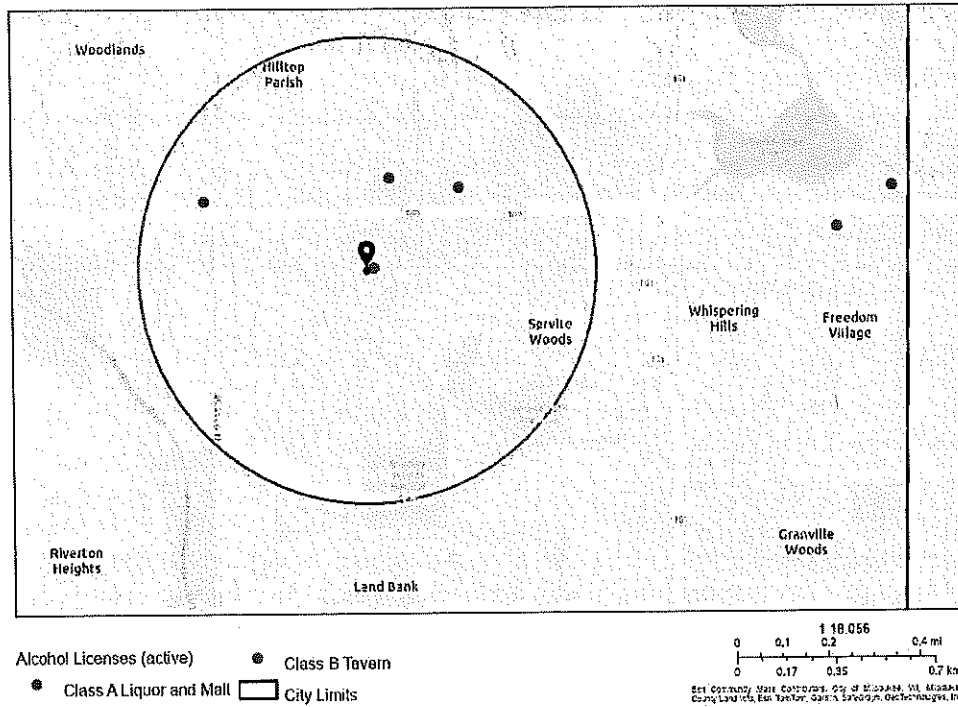 Woodlands
Hilltop
Parish
Servite
Woods
Whispering
Hills
Freedom
Village
Granville
Woods
Riverton
Heights
Land Bank
Alcohol Licenses (active)
Class B Tavern
Class A Liquor and Malt
City Limits
1:18,056
0 0.1 0.2 0.4 mi
0 0.17 0.35 0.7 km